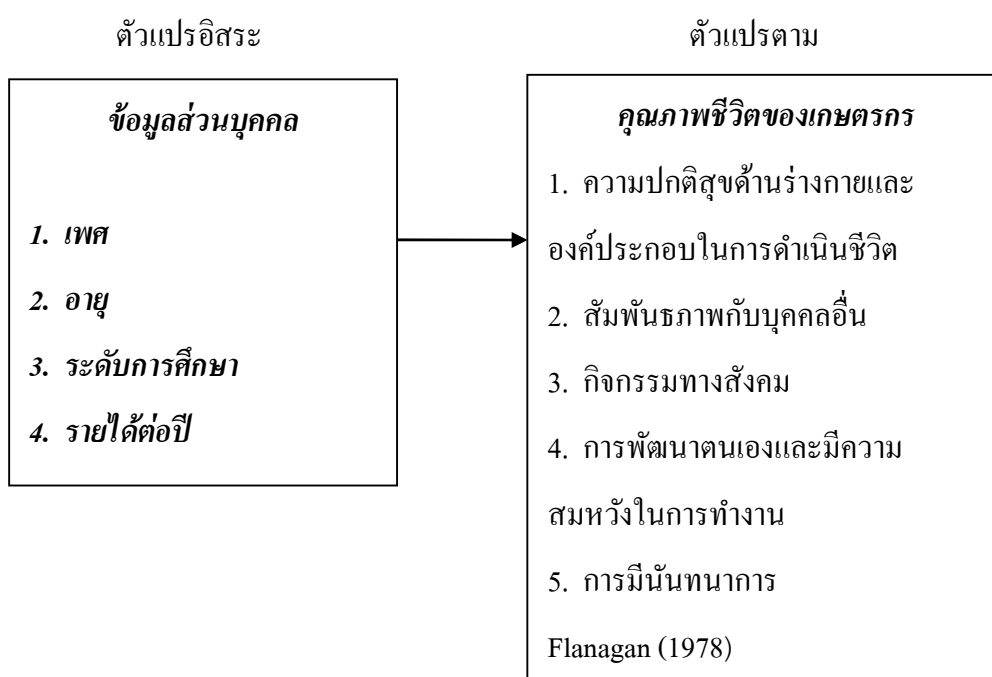 ตัวแปรอิสระ
ข้อมูลส่วนบุคคล
1. เพศ
2. อายุ
3. ระดับการศึกษา
4. รายได้ต่อปี
ตัวแปรตาม
คุณภาพชีวิตของเกษตรกร
1. ความปกติสุขด้านร่างกายและ
องค์ประกอบในการดำเนินชีวิต
2. สัมพันธภาพกับบุคคลอื่น
3. กิจกรรมทางสังคม
4. การพัฒนาตนเองและมีความ
สมหวังในการทำงาน
5. การมีนันทนาการ
Flanagan (1978)